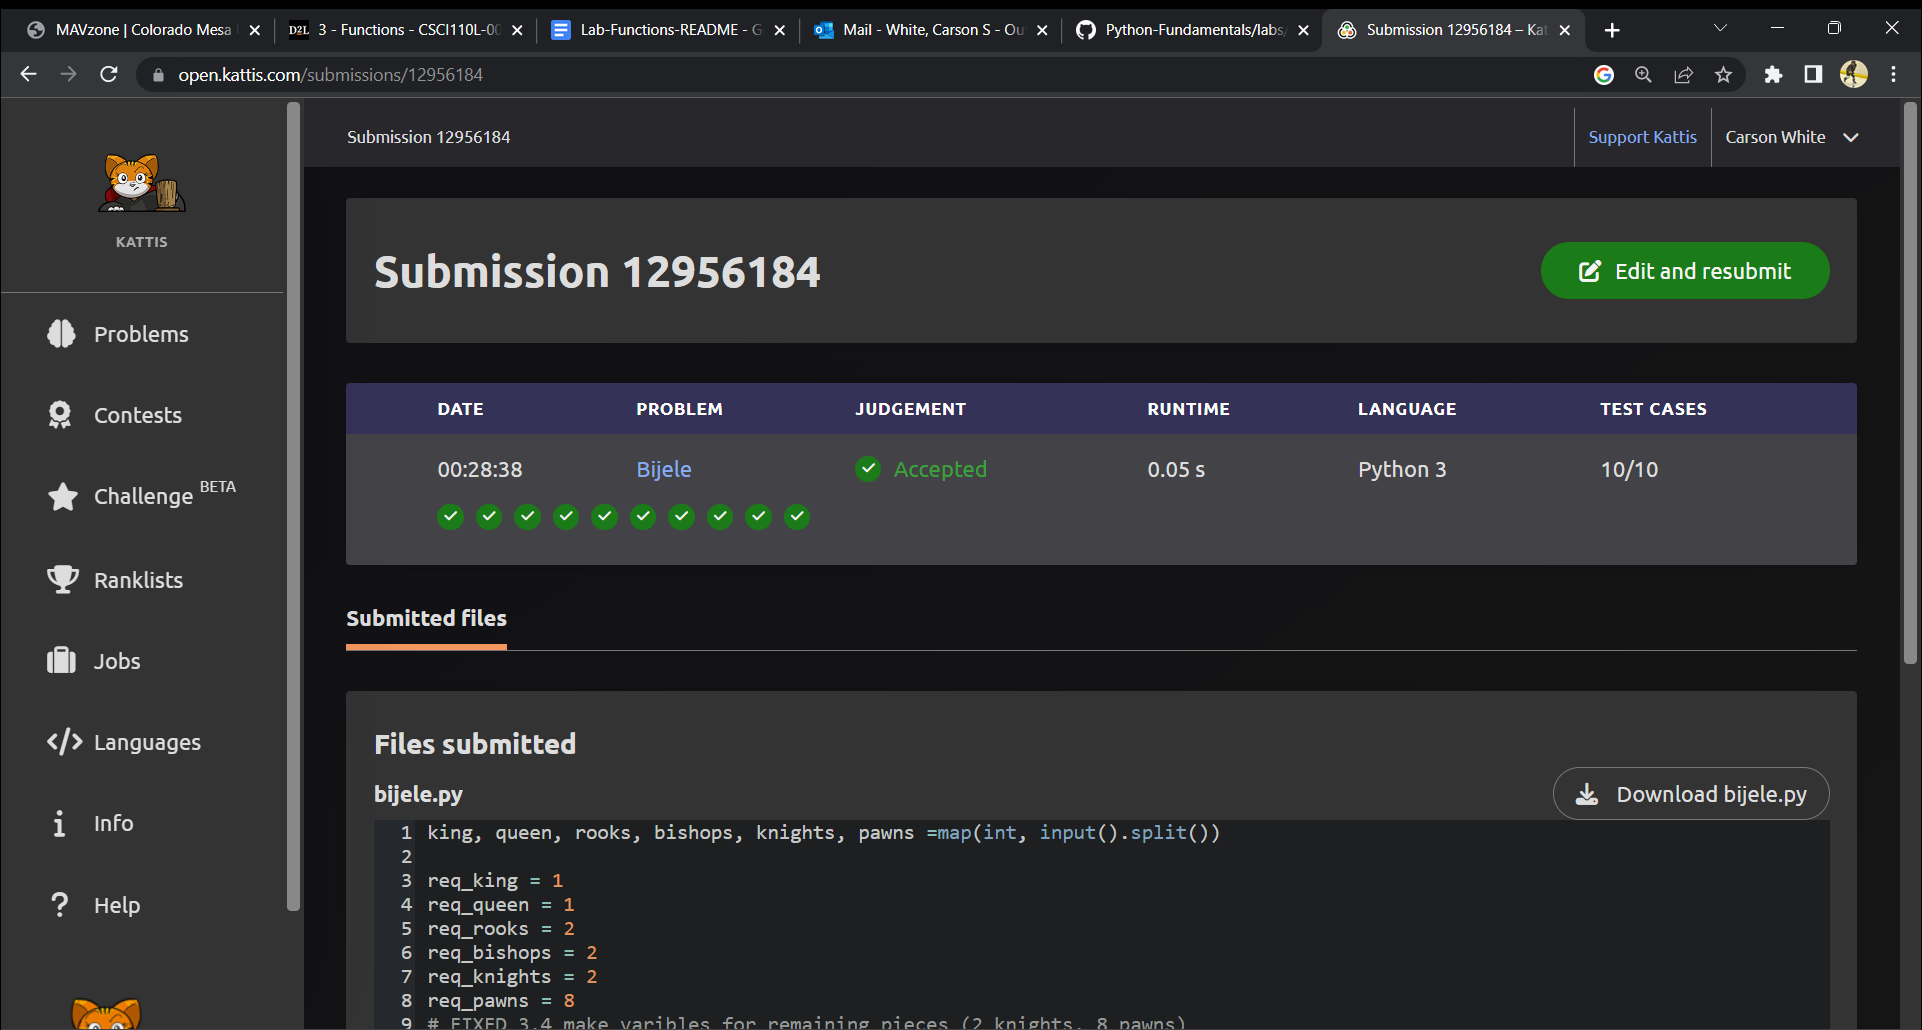 MAVzone | Colorado Mesa
D2L 3 - Functions - CSCI110L-00
Lab-Functions-README - G
Mail - White, Carson S - Ou
Python-Fundamentals/labs
Submission 12956184 – Kat
open.kattis.com/submissions/12956184
KATTIS
Problems
Contests
Challenge BETA
Ranklists
Jobs
Languages
Info
Help
Submission 12956184
Support Kattis
Carson White
Submission 12956184
Edit and resubmit
DATE PROBLEM JUDGEMENT RUNTIME LANGUAGE TEST CASES
00:28:38 Bijele Accepted 0.05 s Python 3 10/10
Submitted files
Files submitted
bijele.py
Download bijele.py
1 king, queen, rooks, bishops, knights, pawns =map(int, input().split())
2
3 req_king = 1
4 req_queen = 1
5 req_rooks = 2
6 req_bishops = 2
7 req_knights = 2
8 req_pawns = 8
9 # FIXED 3.4 make varibles for remaining pieces (2 knights, 8 pawns)